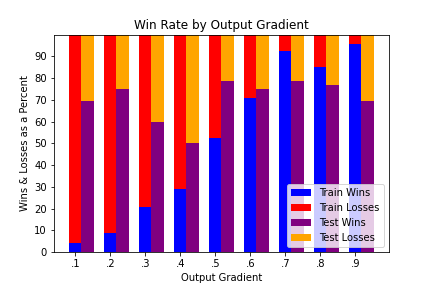 Win Rate by Output Gradient
Wins & Losses as a Percent
90
80
70
60
50
40
30
20
10
0
Train Wins
Train Losses
Test Wins
Test Losses
.1 .2 .3 .4 .5 .6 .7 .8 .9
Output Gradient